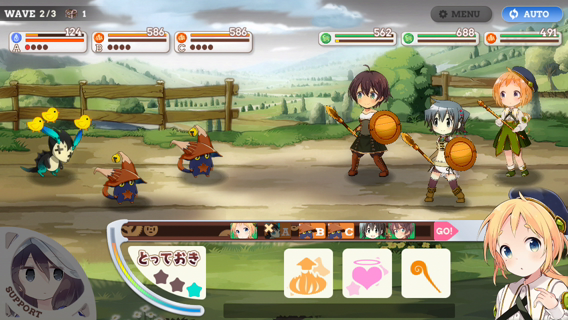 WAVE 2/3 1
MENU
AUTO
124
586
586
562
688
491
A
B
C
A B C GO!
とっておき
SUPPORT